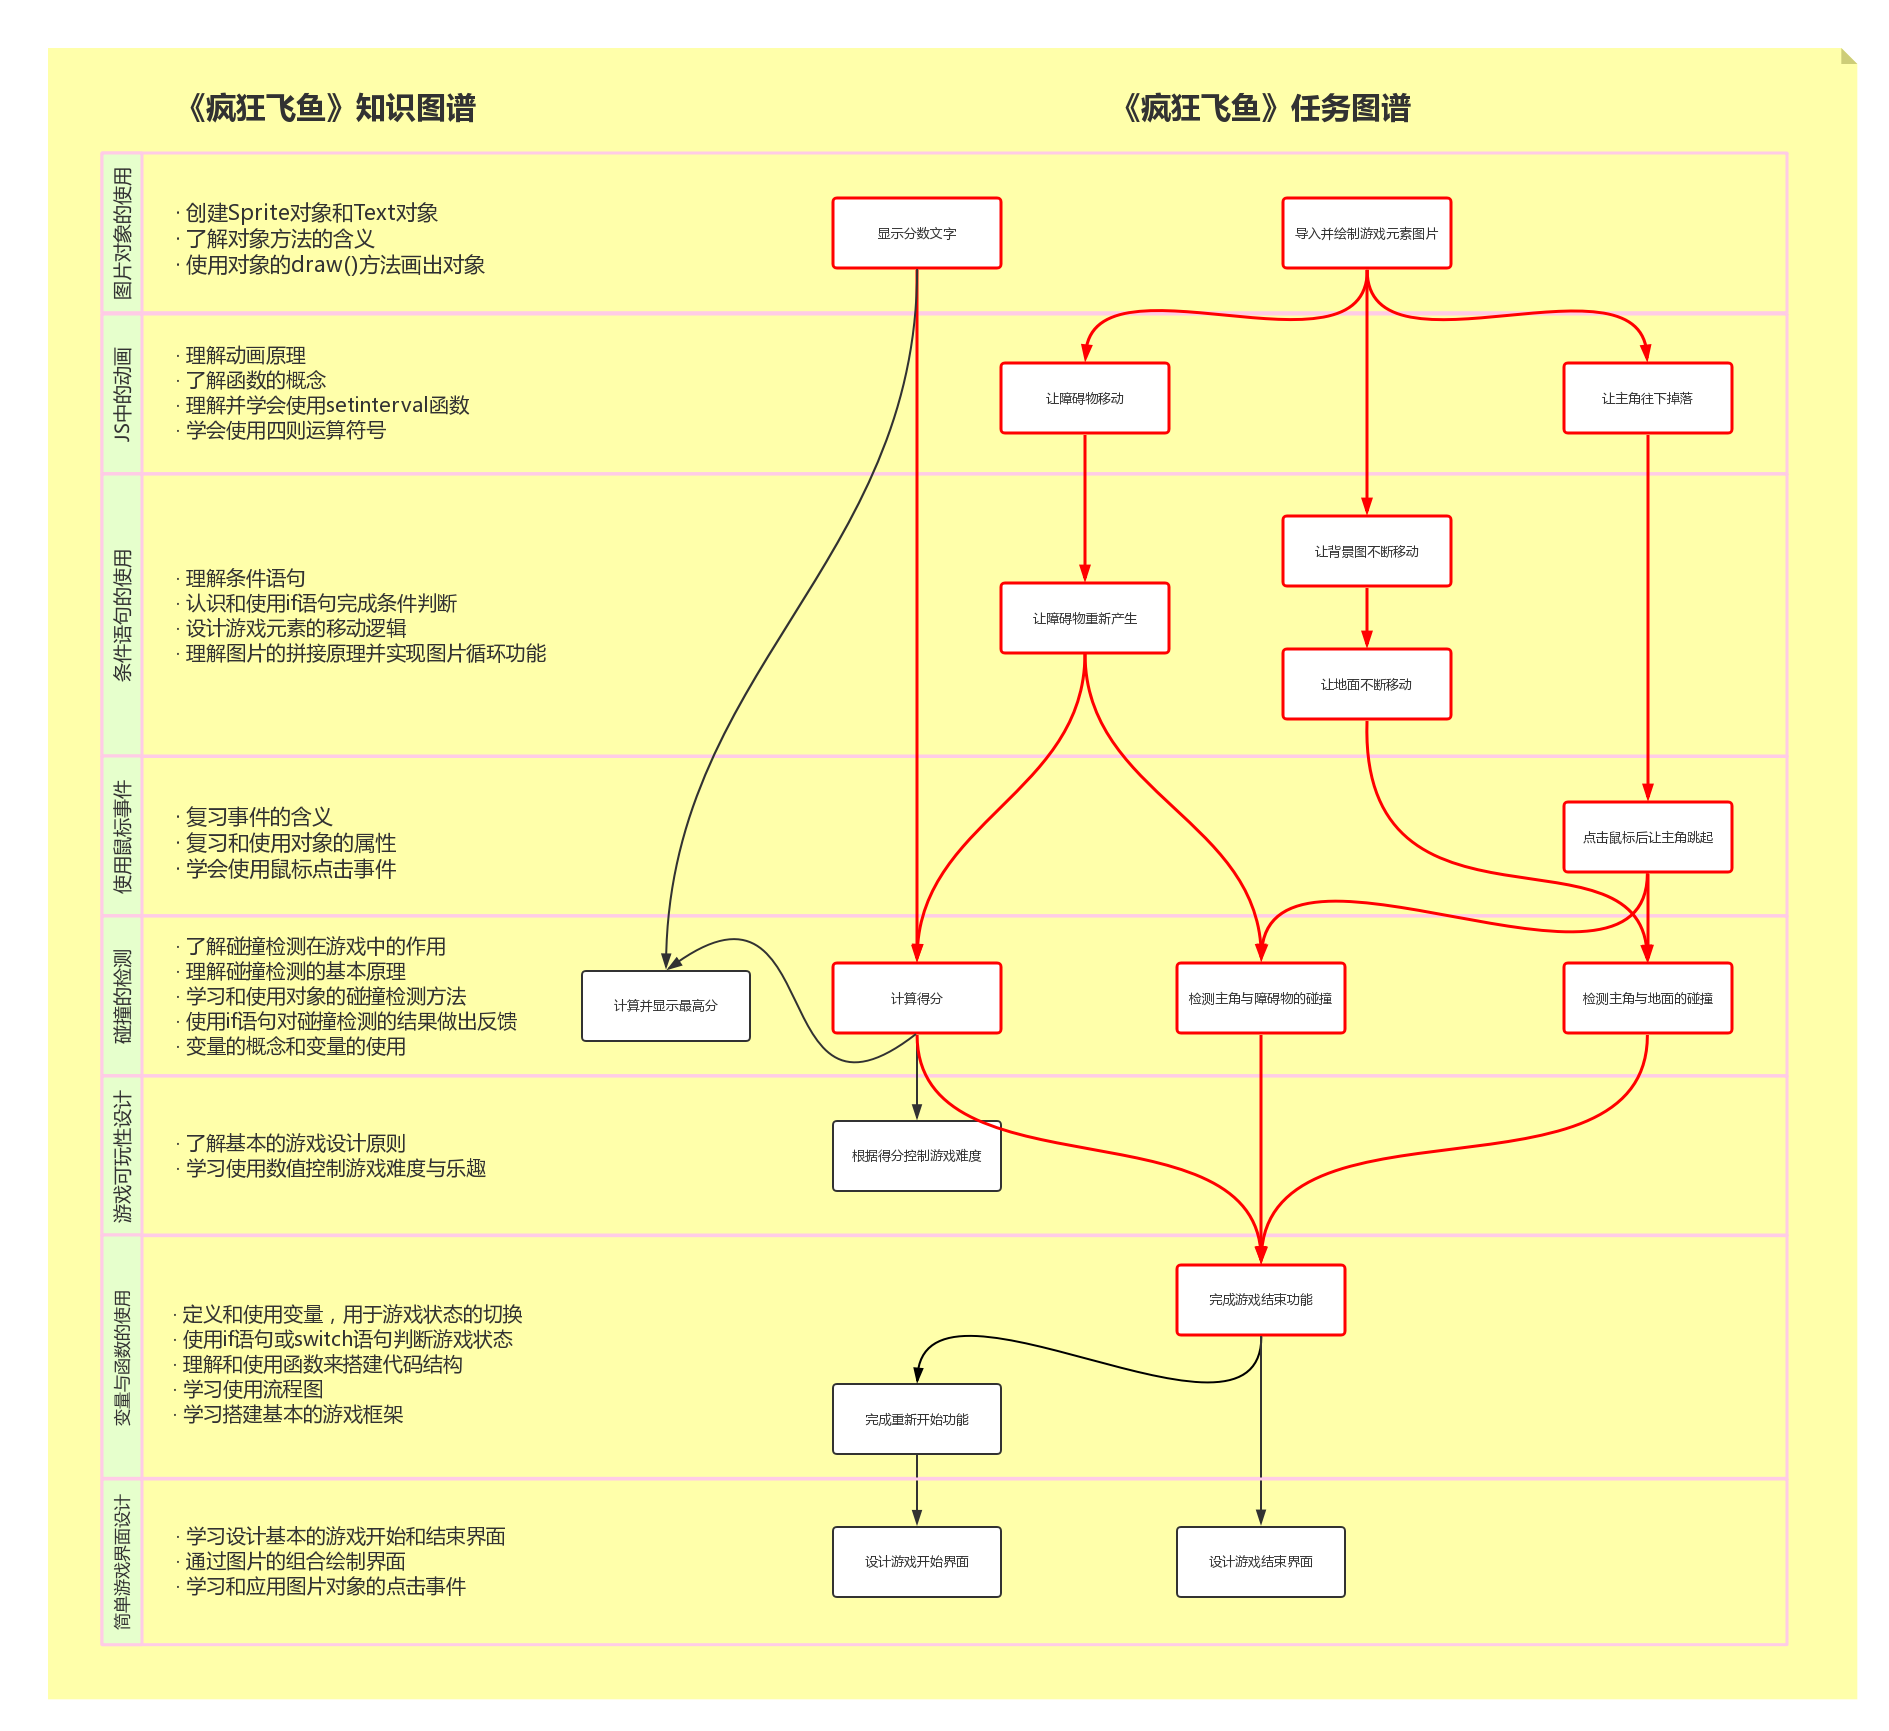 《疯狂飞鱼》知识图谱
《疯狂飞鱼》任务图谱
图片对象的使用
· 创建Sprite对象和Text对象
· 了解对象方法的含义
· 使用对象的draw()方法画出对象
显示分数文字
导入并绘制游戏元素图片
JS中的动画
· 理解动画原理
· 了解函数的概念
· 理解并学会使用setinterval函数
· 学会使用四则运算符号
让障碍物移动
让主角往下掉落
条件语句的使用
· 理解条件语句
· 认识和使用if语句完成条件判断
· 设计游戏元素的移动逻辑
· 理解图片的拼接原理并实现图片循环功能
让背景图不断移动
让障碍物重新产生
让地面不断移动
使用鼠标事件
· 复习事件的含义
· 复习和使用对象的属性
· 学会使用鼠标点击事件
点击鼠标后让主角跳起
碰撞的检测
· 了解碰撞检测在游戏中的作用
· 理解碰撞检测的基本原理
· 学习和使用对象的碰撞检测方法
· 使用if语句对碰撞检测的结果做出反馈
· 变量的概念和变量的使用
计算并显示最高分
计算得分
检测主角与障碍物的碰撞
检测主角与地面的碰撞
游戏可玩性设计
· 了解基本的游戏设计原则
· 学习使用数值控制游戏难度与乐趣
根据得分控制游戏难度
变量与函数的使用
· 定义和使用变量，用于游戏状态的切换
· 使用if语句或switch语句判断游戏状态
· 理解和使用函数来搭建代码结构
· 学习使用流程图
· 学习搭建基本的游戏框架
完成游戏结束功能
完成重新开始功能
简单游戏界面设计
· 学习设计基本的游戏开始和结束界面
· 通过图片的组合绘制界面
· 学习和应用图片对象的点击事件
设计游戏开始界面
设计游戏结束界面